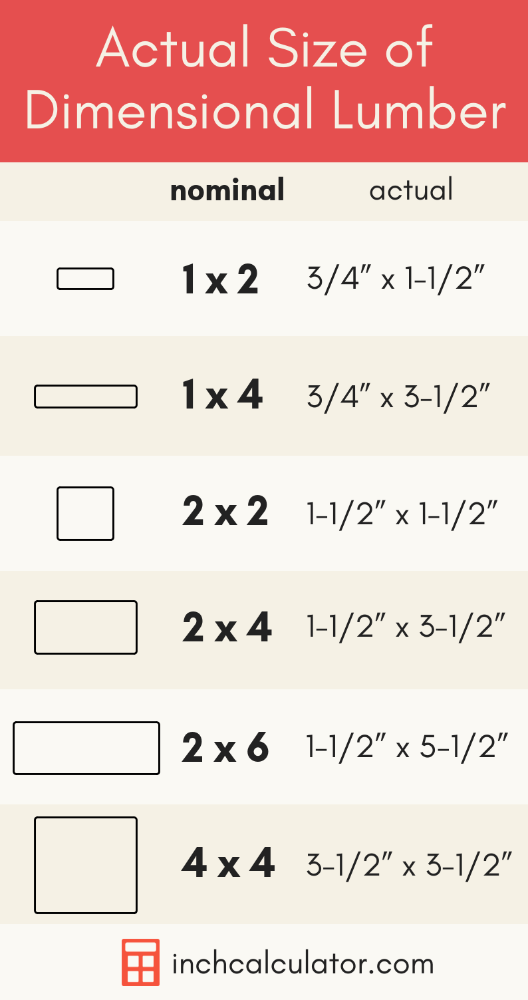 Actual Size of
Dimensional Lumber
nominal actual
1 x 2 3/4” x 1-1/2”
1 x 4 3/4” x 3-1/2”
2 x 2 1-1/2” x 1-1/2”
2 x 4 1-1/2” x 3-1/2”
2 x 6 1-1/2” x 5-1/2”
4 x 4 3-1/2” x 3-1/2”
inchcalculator.com